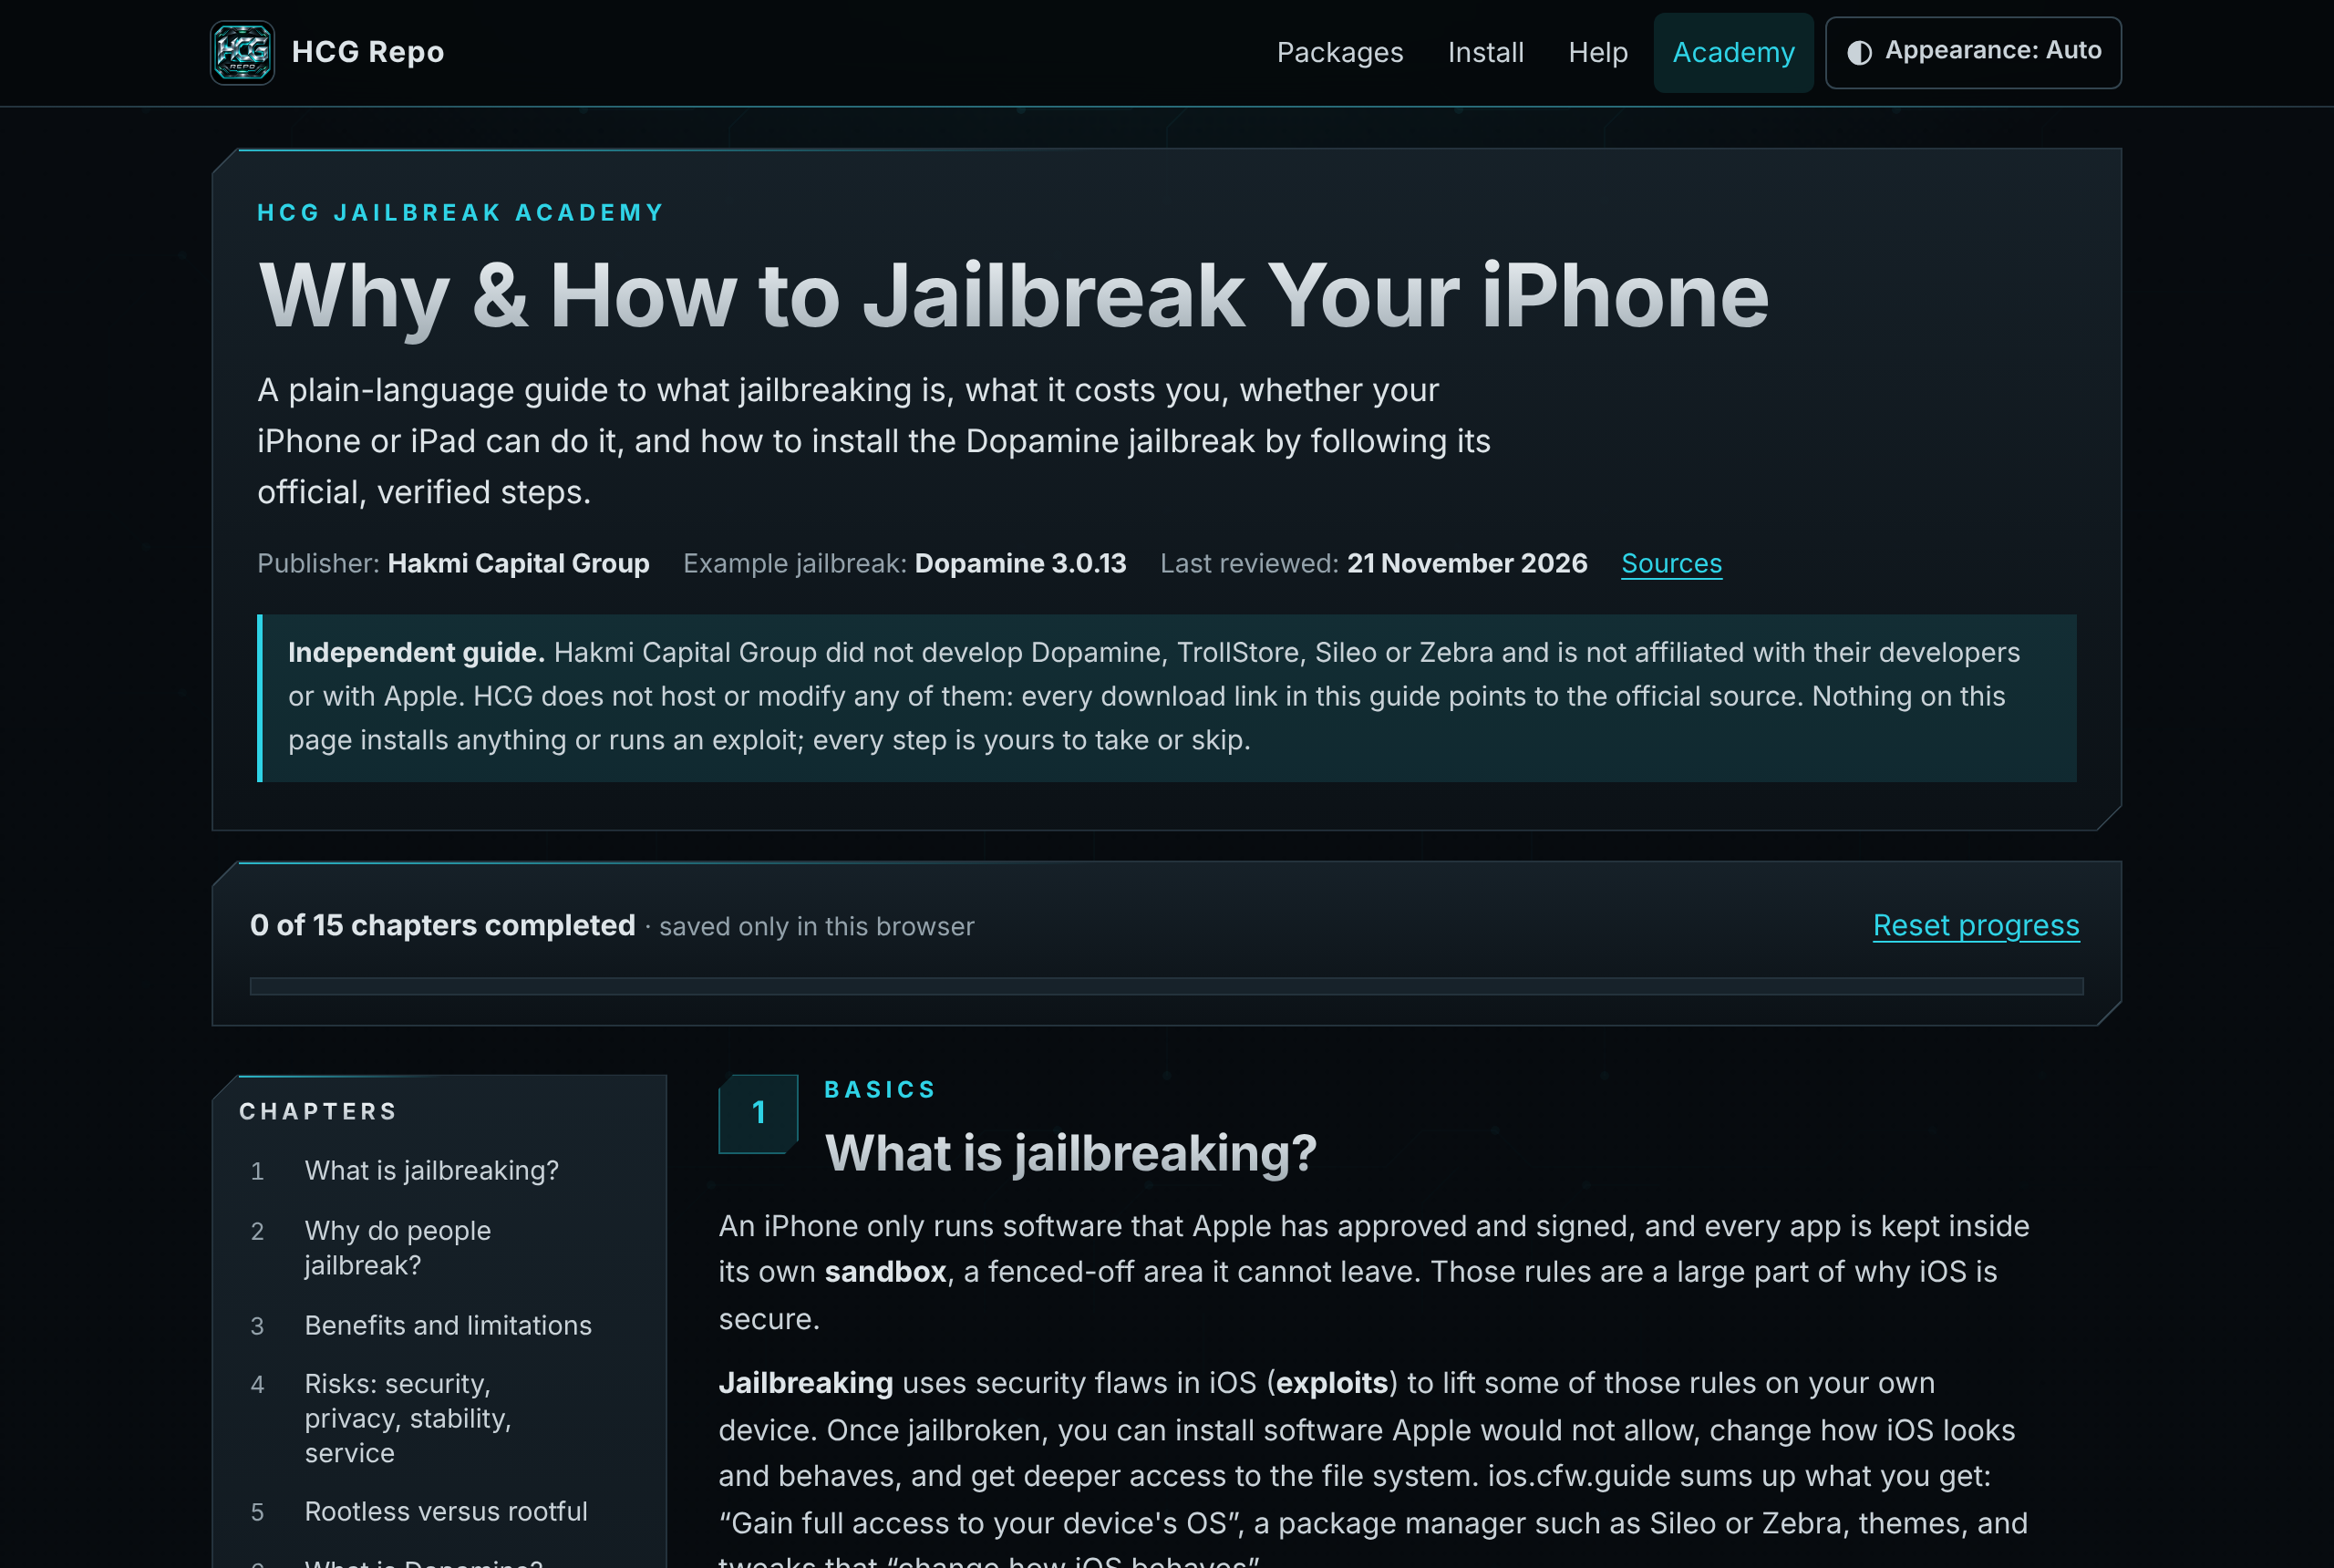 HCG REPO
HCG Repo
Packages
Install
Help
Academy
Appearance: Auto
HCG JAILBREAK ACADEMY
Why & How to Jailbreak Your iPhone
A plain-language guide to what jailbreaking is, what it costs you, whether your
iPhone or iPad can do it, and how to install the Dopamine jailbreak by following its
official, verified steps.
Publisher: Hakmi Capital Group Example jailbreak: Dopamine 3.0.13 Last reviewed: 21 November 2026 Sources
Independent guide. Hakmi Capital Group did not develop Dopamine, TrollStore, Sileo or Zebra and is not affiliated with their developers
or with Apple. HCG does not host or modify any of them: every download link in this guide points to the official source. Nothing on this
page installs anything or runs an exploit; every step is yours to take or skip.
0 of 15 chapters completed · saved only in this browser
Reset progress
CHAPTERS
1 What is jailbreaking?
2 Why do people
jailbreak?
3 Benefits and limitations
4 Risks: security,
privacy, stability,
service
5 Rootless versus rootful
What is Dopamine?
1
BASICS
What is jailbreaking?
An iPhone only runs software that Apple has approved and signed, and every app is kept inside
its own sandbox, a fenced-off area it cannot leave. Those rules are a large part of why iOS is
secure.
Jailbreaking uses security flaws in iOS (exploits) to lift some of those rules on your own
device. Once jailbroken, you can install software Apple would not allow, change how iOS looks
and behaves, and get deeper access to the file system. ios.cfw.guide sums up what you get:
“Gain full access to your device's OS”, a package manager such as Sileo or Zebra, themes, and
tweaks that “change how iOS behaves”.